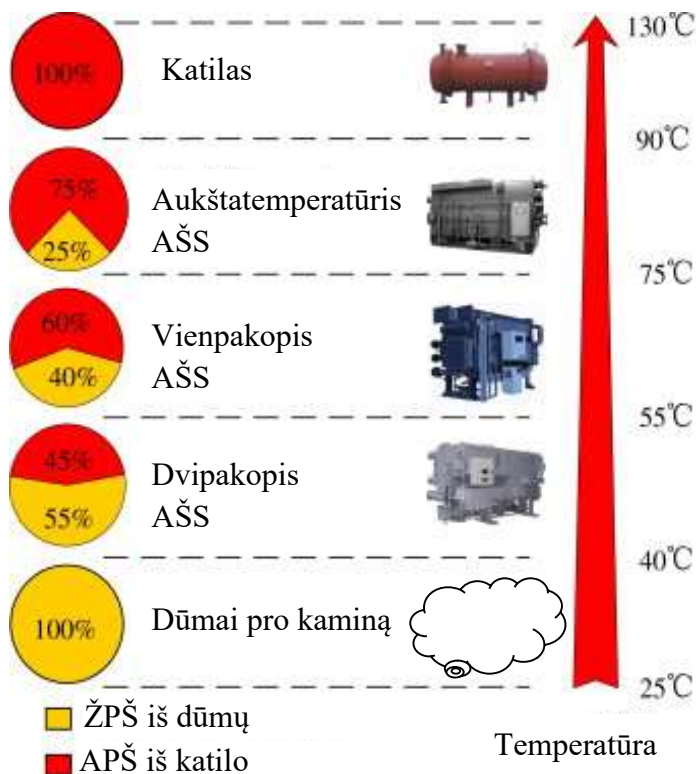 130℃
100%
Katilas
90℃
75%
25%
Aukštatemperatūris
AŠS
75℃
60%
40%
Vienpakopis
AŠS
55℃
45%
55%
Dvipakopis
AŠS
40℃
100%
Dūmai pro kaminą
25℃
ŽPŠ iš dūmų
APŠ iš katilo
Temperatūra